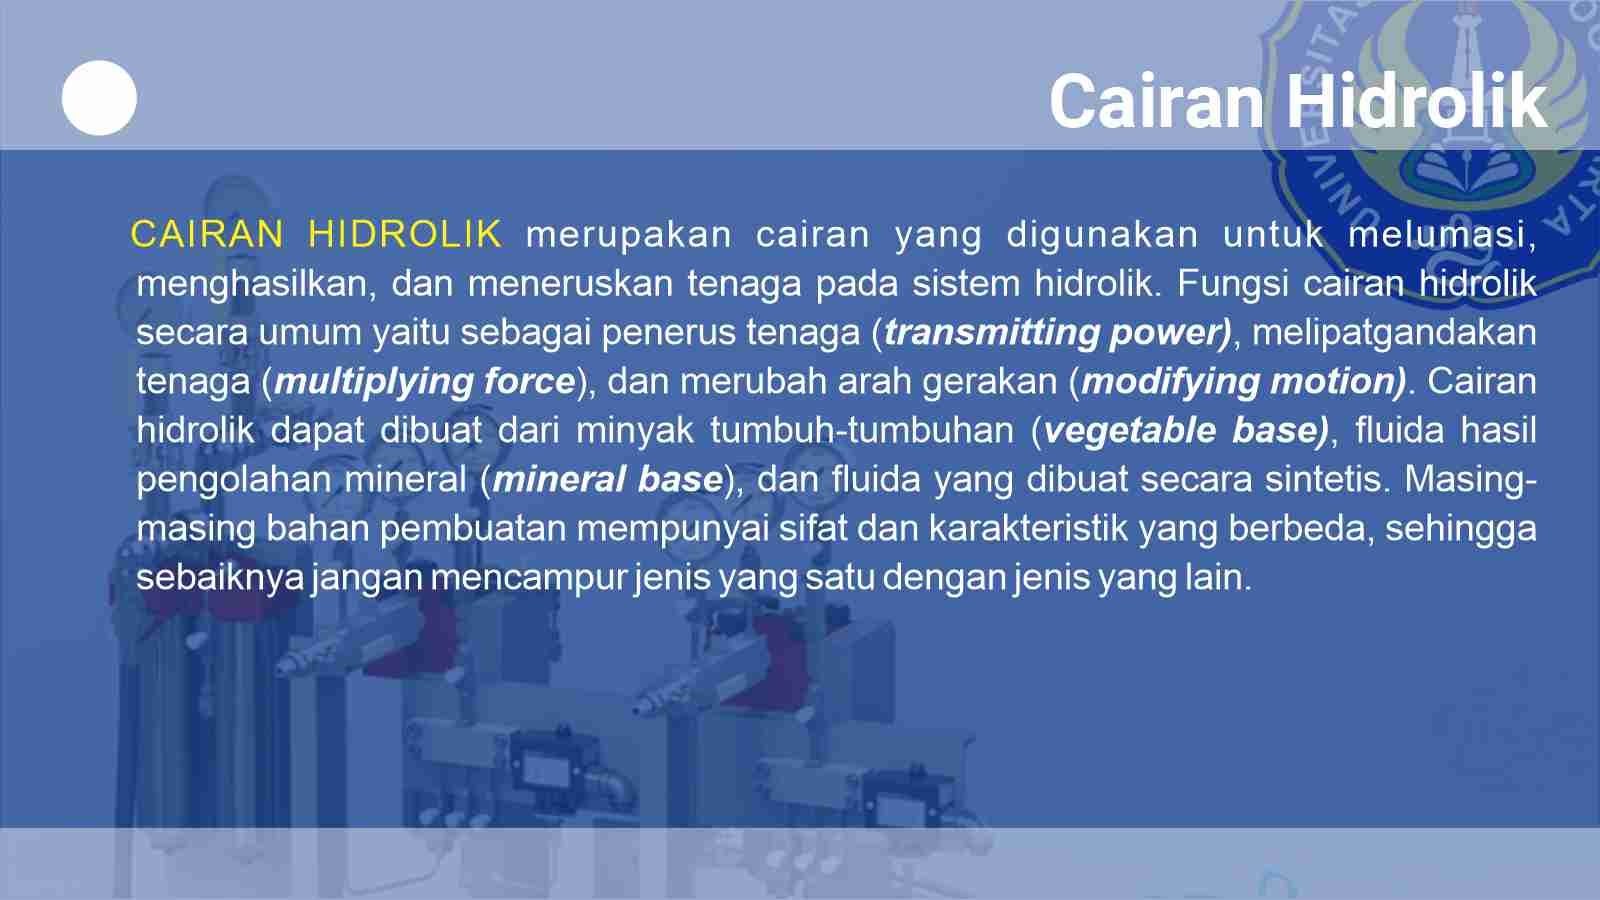 Cairan Hidrolik
UNIVERSITAS
CAIRAN HIDROLIK merupakan cairan yang digunakan untuk melumasi,
menghasilkan, dan meneruskan tenaga pada sistem hidrolik. Fungsi cairan hidrolik
secara umum yaitu sebagai penerus tenaga (transmitting power), melipatgandakan
tenaga (multiplying force), dan merubah arah gerakan (modifying motion). Cairan
hidrolik dapat dibuat dari minyak tumbuh-tumbuhan (vegetable base), fluida hasil
pengolahan mineral (mineral base), dan fluida yang dibuat secara sintetis. Masing-
masing bahan pembuatan mempunyai sifat dan karakteristik yang berbeda, sehingga
sebaiknya jangan mencampur jenis yang satu dengan jenis yang lain.